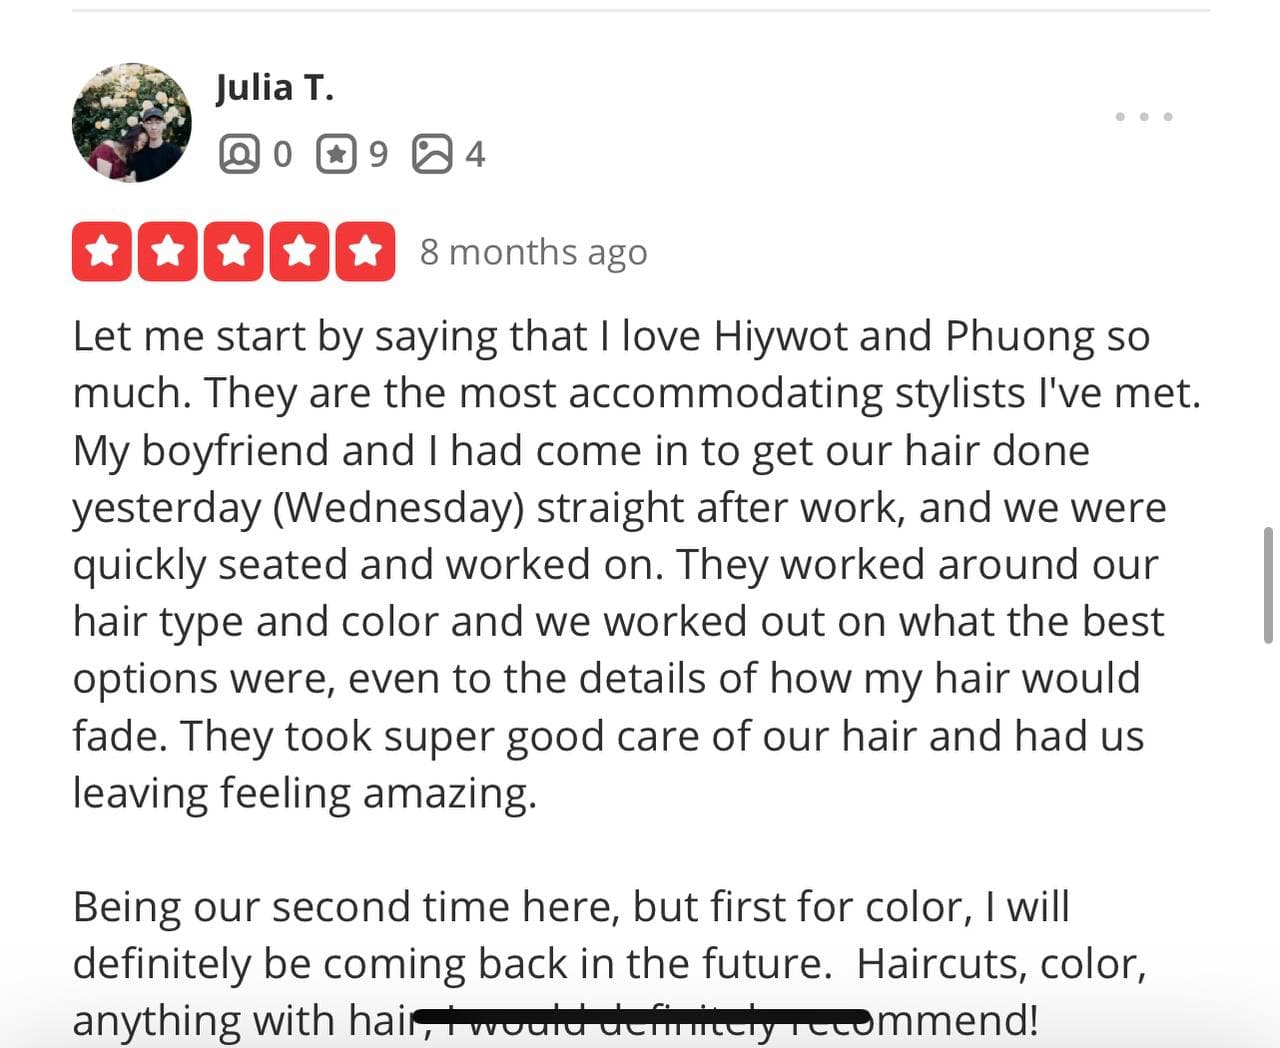 Julia T.
0 9 4
8 months ago
Let me start by saying that I love Hiywot and Phuong so
much. They are the most accommodating stylists I've met.
My boyfriend and I had come in to get our hair done
yesterday (Wednesday) straight after work, and we were
quickly seated and worked on. They worked around our
hair type and color and we worked out on what the best
options were, even to the details of how my hair would
fade. They took super good care of our hair and had us
leaving feeling amazing.
Being our second time here, but first for color, I will
definitely be coming back in the future.  Haircuts, color,
anything with hair, I would definitely recommend!